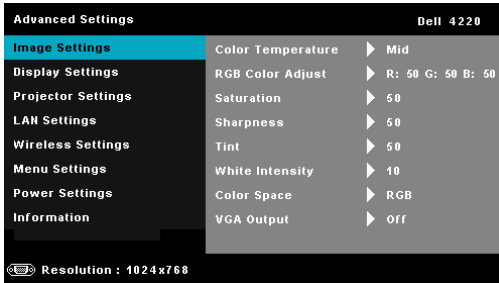 Advanced Settings Dell 4220
Image Settings Color Temperature Mid
Display Settings RGB Color Adjust R: 50 G: 50 B: 50
Projector Settings Saturation 50
LAN Settings Sharpness 50
Wireless Settings Tint 50
Menu Settings White Intensity 10
Power Settings Color Space RGB
Information VGA Output Off
Resolution : 1024x768